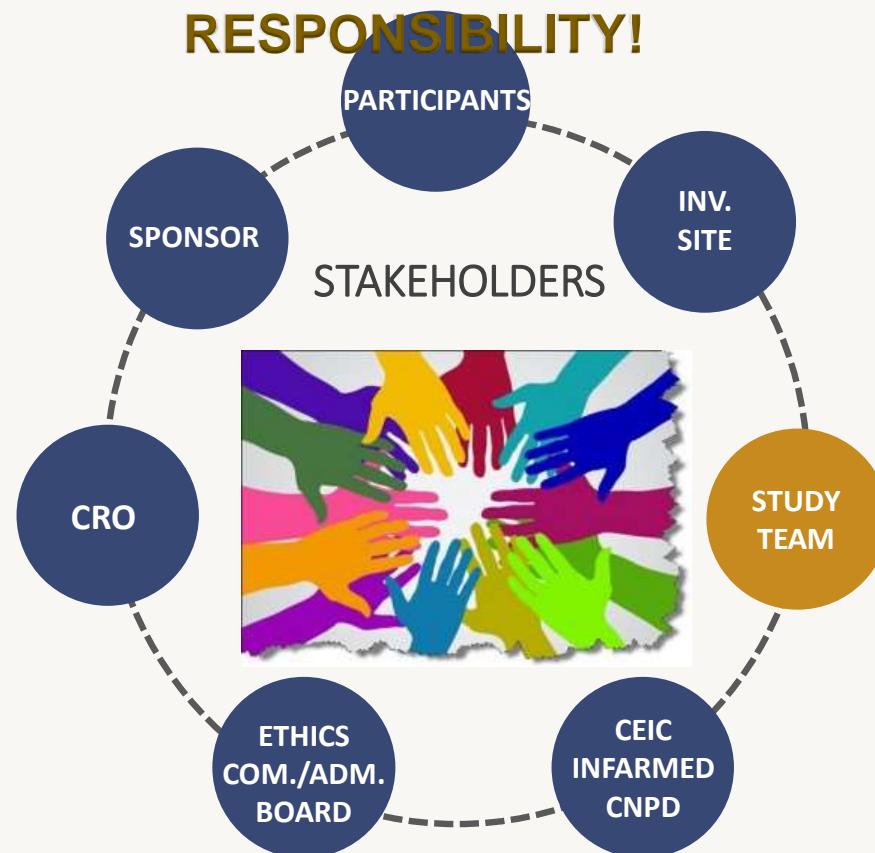 RESPONSIBILITY!
PARTICIPANTS
INV.
SITE
SPONSOR
STAKEHOLDERS
STUDY
TEAM
CRO
CEIC
INFARMED
CNPD
ETHICS
COM./ADM.
BOARD